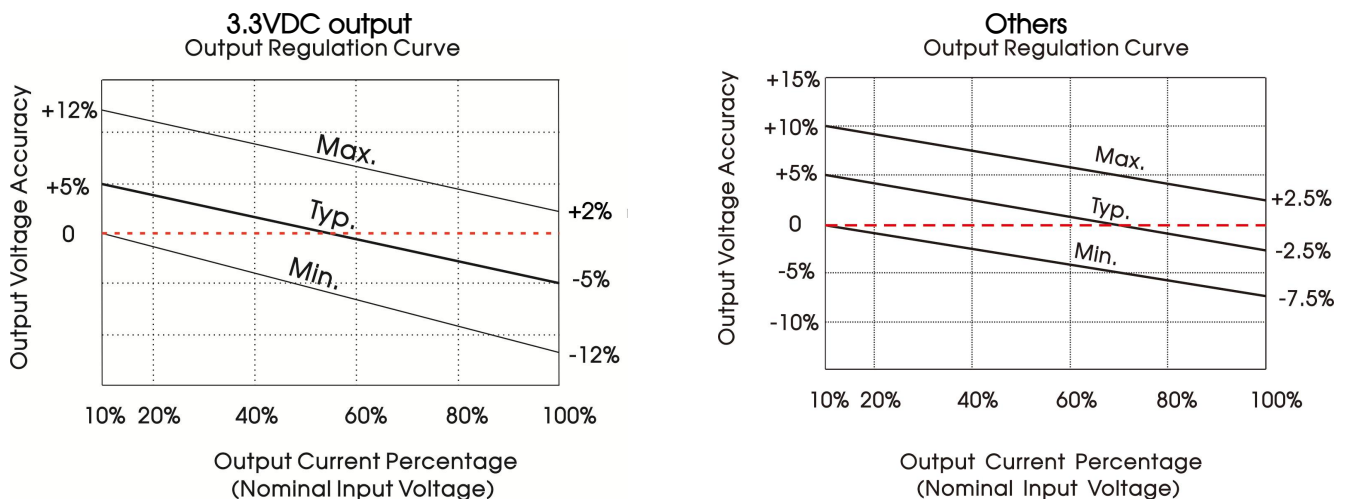 3.3VDC output
Output Regulation Curve
Output Voltage Accuracy
+12%
+5%
0
Max.
Typ.
Min.
+2%
-5%
-12%
10% 20% 40% 60% 80% 100%
Output Current Percentage
(Nominal Input Voltage)
Others
Output Regulation Curve
Output Voltage Accuracy
+15%
+10%
+5%
0
-5%
-10%
Max.
Typ.
Min.
+2.5%
-2.5%
-7.5%
10% 20% 40% 60% 80% 100%
Output Current Percentage
(Nominal Input Voltage)